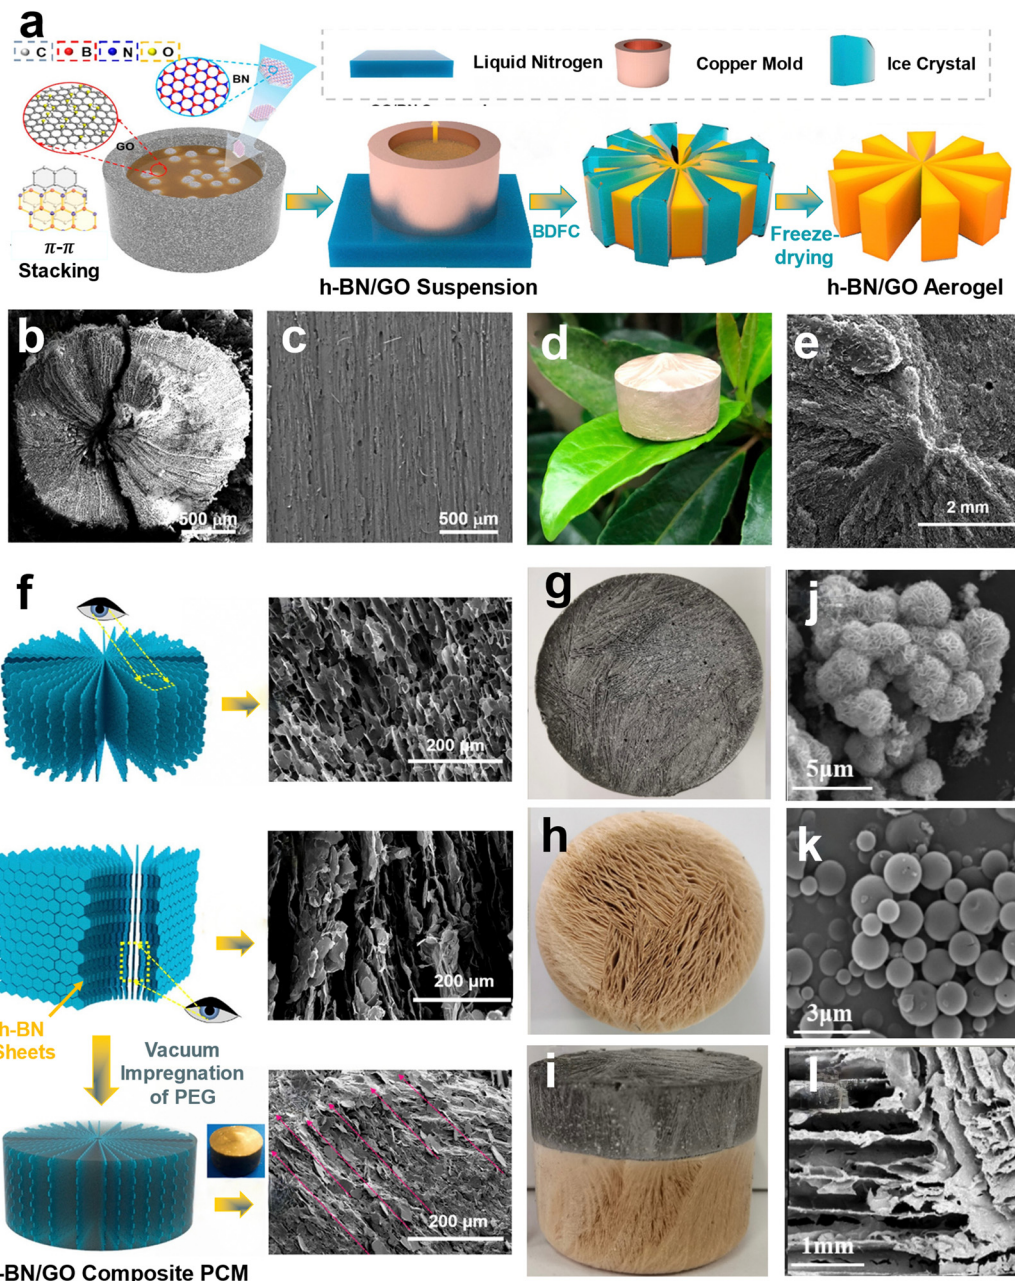 a
C
B
N
O
BN
GO
π-π
Stacking
Liquid Nitrogen
Copper Mold
Ice Crystal
BDFC
Freeze-
drying
h-BN/GO Suspension
h-BN/GO Aerogel
b
500 μm
c
500 μm
d
e
2 mm
f
200 μm
g
j
5μm
200 μm
h
k
3μm
h-BN
Sheets
Vacuum
Impregnation
of PEG
200 μm
i
l
1mm
-BN/GO Composite PCM